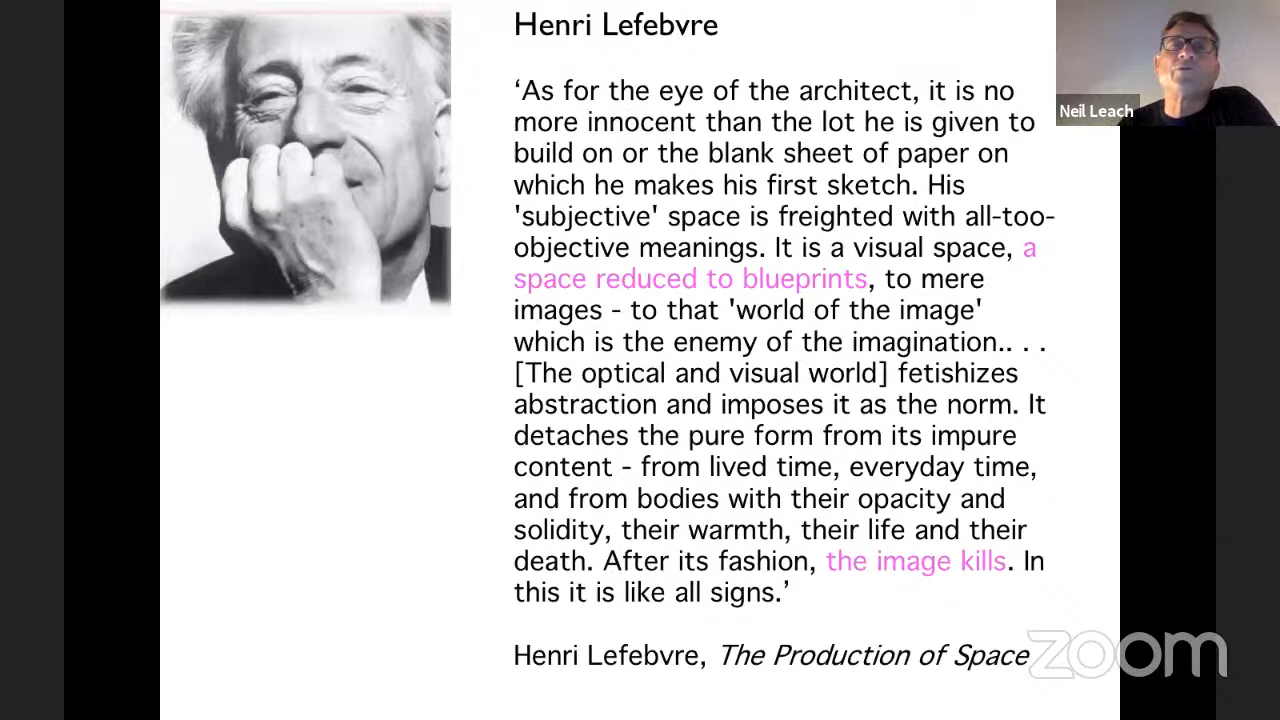 Henri Lefebvre
‘As for the eye of the architect, it is no
more innocent than the lot he is given to
build on or the blank sheet of paper on
which he makes his first sketch. His
'subjective' space is freighted with all-too-
objective meanings. It is a visual space, a
space reduced to blueprints, to mere
images - to that 'world of the image'
which is the enemy of the imagination.. . .
[The optical and visual world] fetishizes
abstraction and imposes it as the norm. It
detaches the pure form from its impure
content - from lived time, everyday time,
and from bodies with their opacity and
solidity, their warmth, their life and their
death. After its fashion, the image kills. In
this it is like all signs.’
Henri Lefebvre, The Production of Space
Neil Leach
zoom